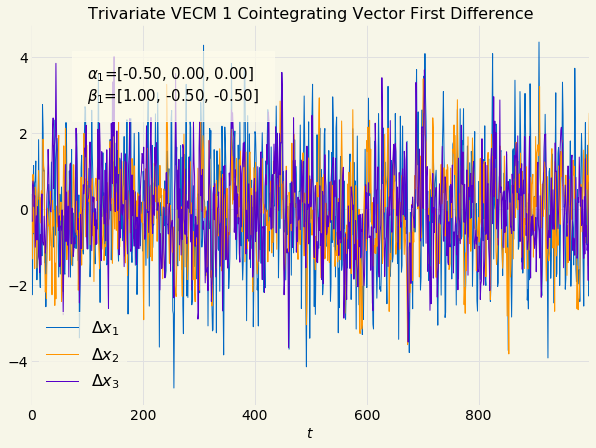 Trivariate VECM 1 Cointegrating Vector First Difference
α₁=[-0.50, 0.00, 0.00]
β₁=[1.00, -0.50, -0.50]
4
2
0
−2
−4
Δx₁
Δx₂
Δx₃
0 200 400 600 800
t